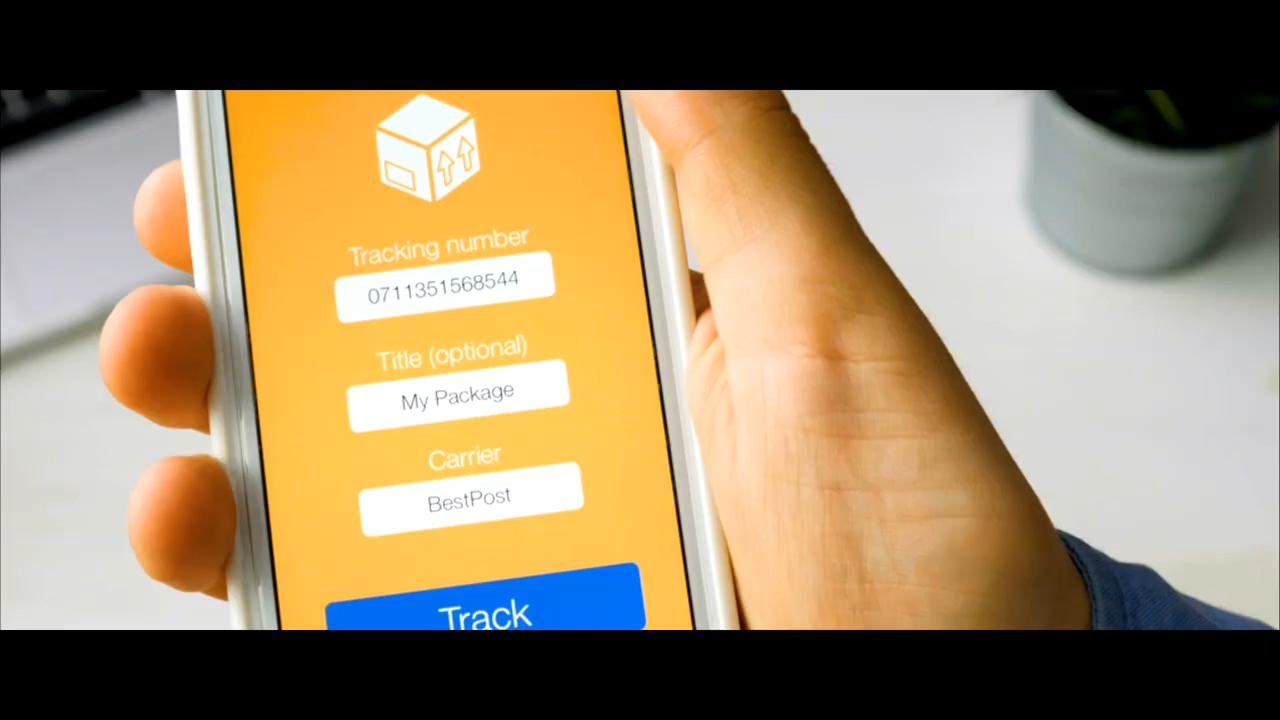 Tracking number
0711351568544
Title (optional)
My Package
Carrier
BestPost
Track